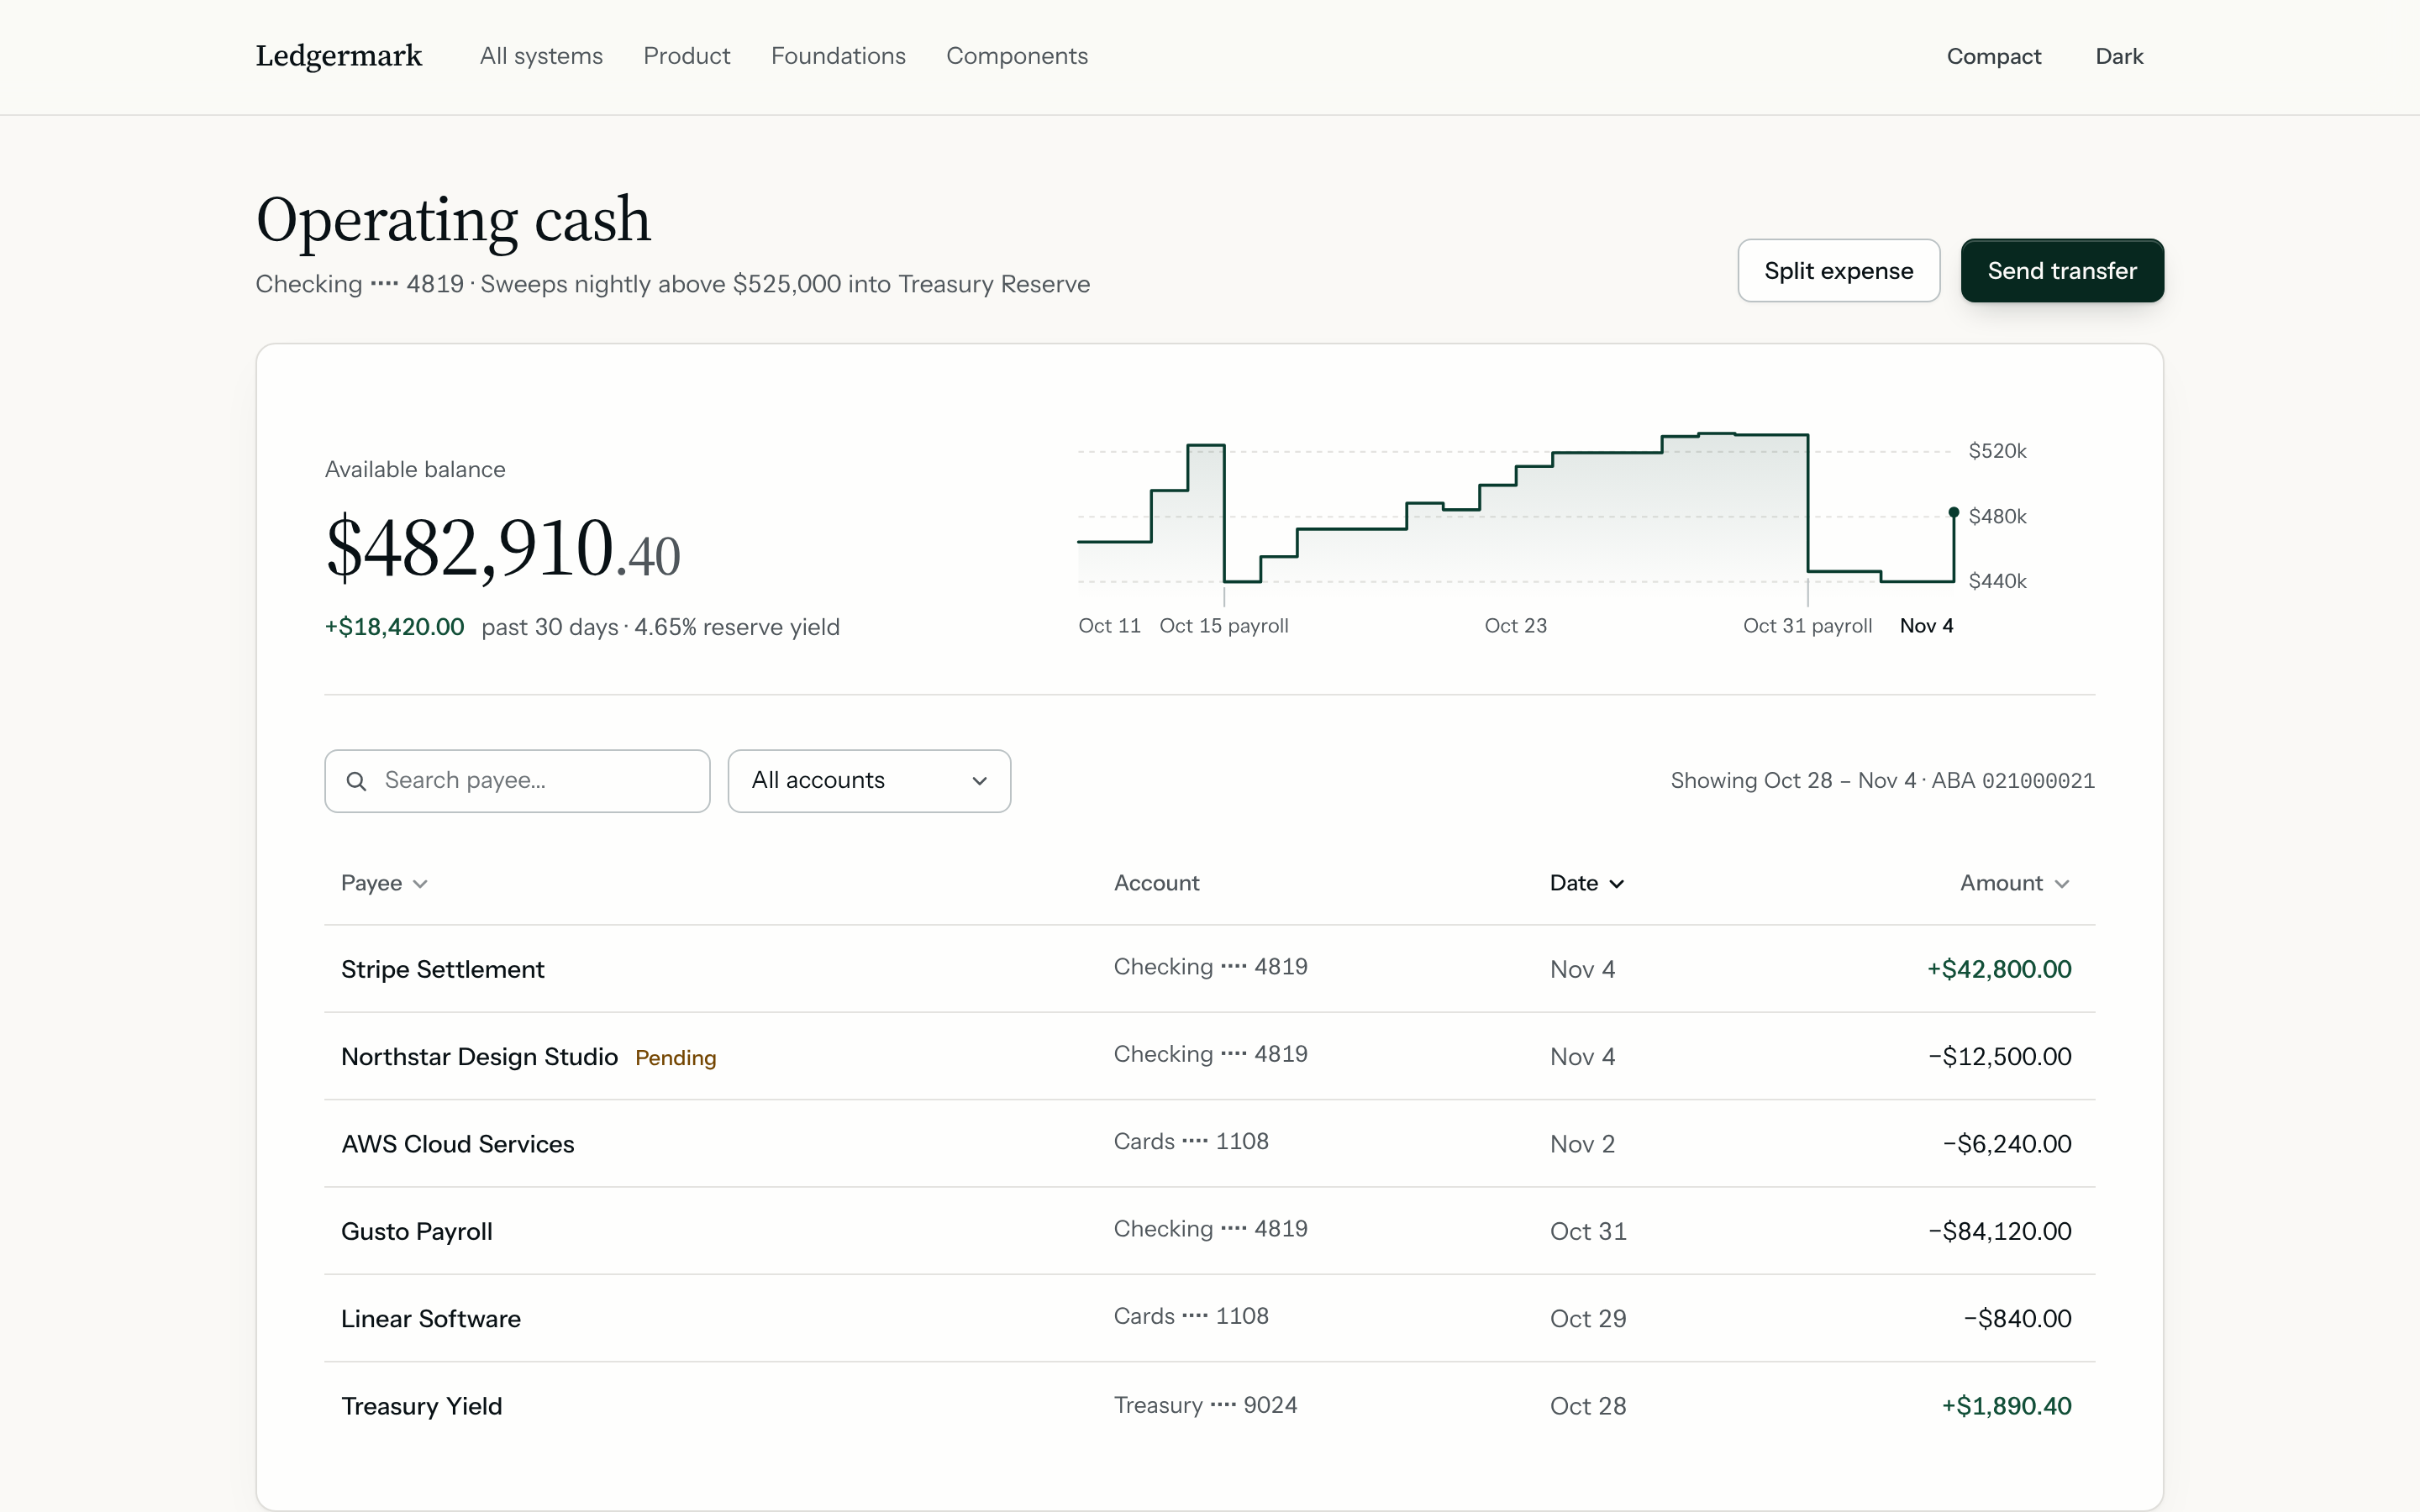 Ledgermark All systems Product Foundations Components Compact Dark
Operating cash
Checking ···· 4819 · Sweeps nightly above $525,000 into Treasury Reserve
Split expense Send transfer
Available balance
$482,910.40
+$18,420.00 past 30 days · 4.65% reserve yield
$520k
$480k
$440k
Oct 11 Oct 15 payroll Oct 23 Oct 31 payroll Nov 4
Search payee... All accounts Showing Oct 28 – Nov 4 · ABA 021000021
Payee Account Date Amount
Stripe Settlement Checking ···· 4819 Nov 4 +$42,800.00
Northstar Design Studio Pending Checking ···· 4819 Nov 4 −$12,500.00
AWS Cloud Services Cards ···· 1108 Nov 2 −$6,240.00
Gusto Payroll Checking ···· 4819 Oct 31 −$84,120.00
Linear Software Cards ···· 1108 Oct 29 −$840.00
Treasury Yield Treasury ···· 9024 Oct 28 +$1,890.40